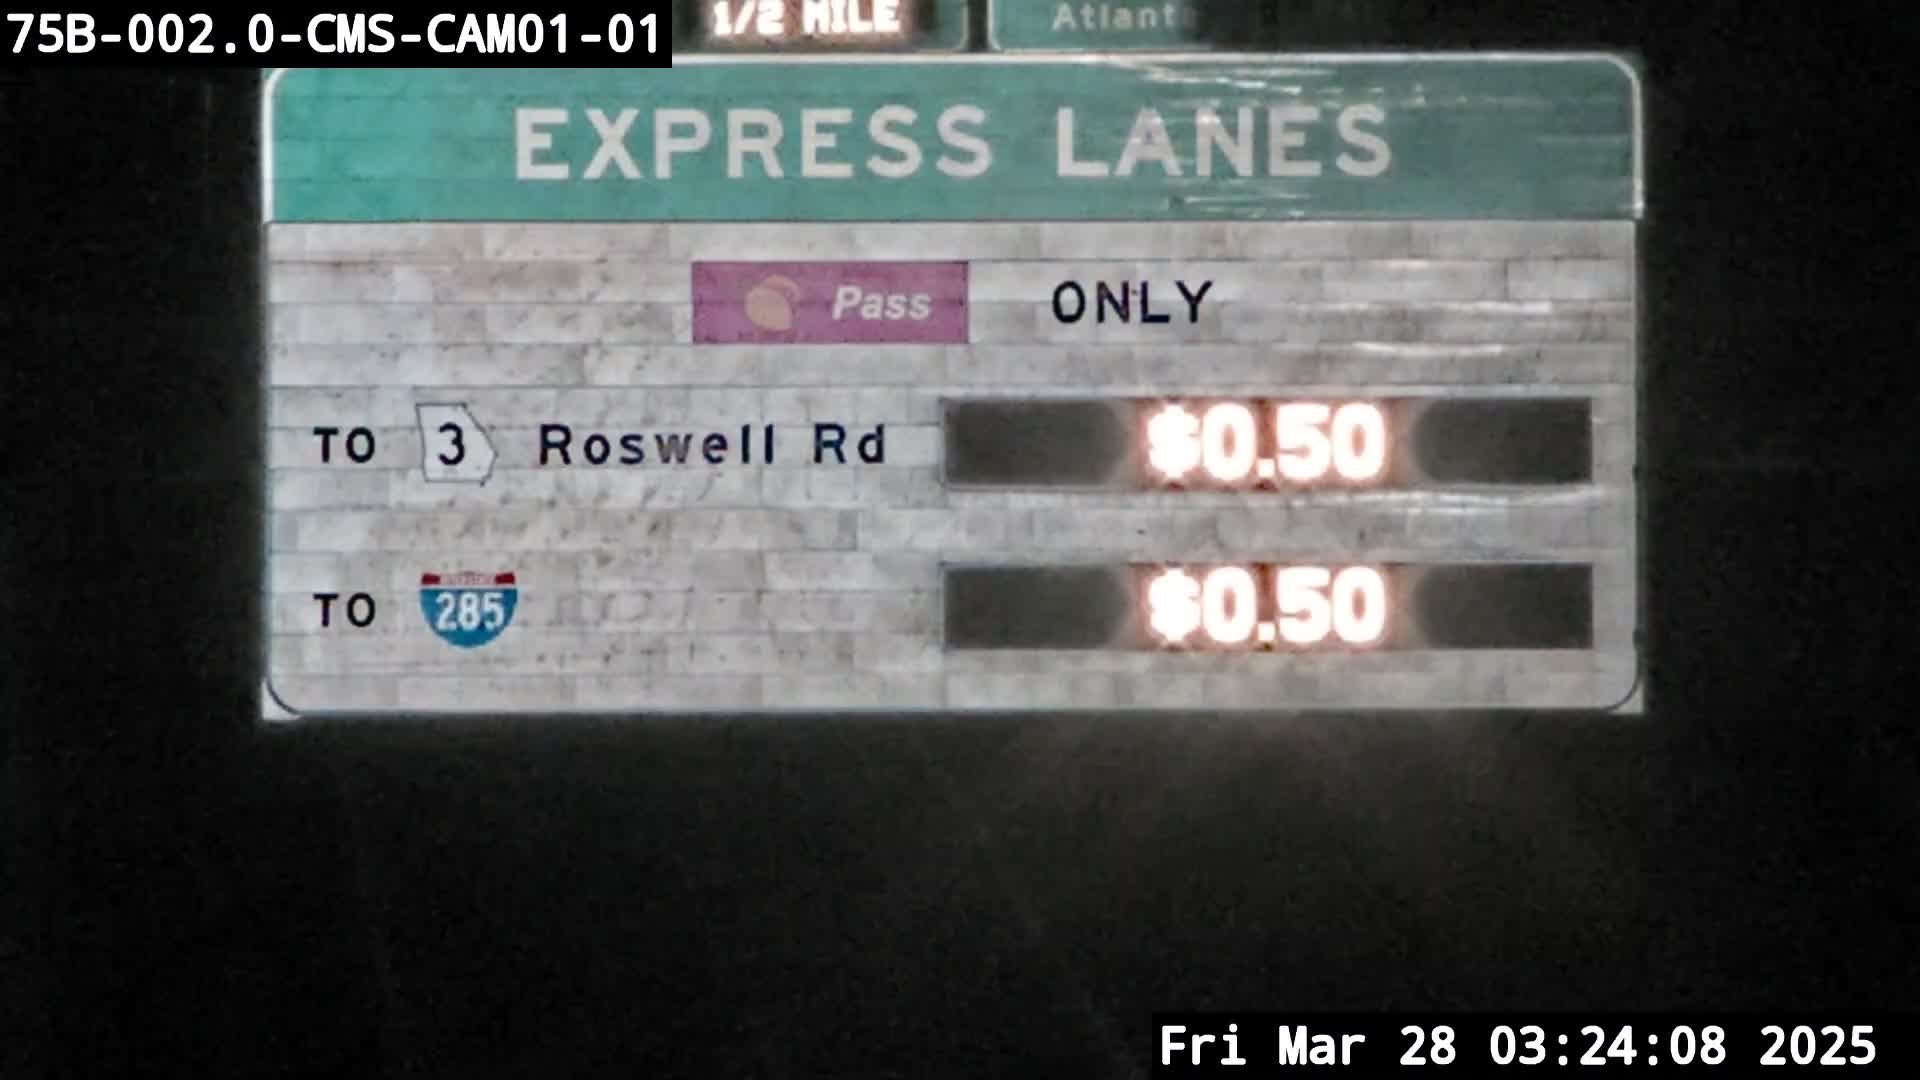 75B-002.0-CMS-CAM01-01
1/2 MILE
EXPRESS LANES
Pass ONLY
TO 3 Roswell Rd $0.50
TO 285 $0.50
Fri Mar 28 03:24:08 2025